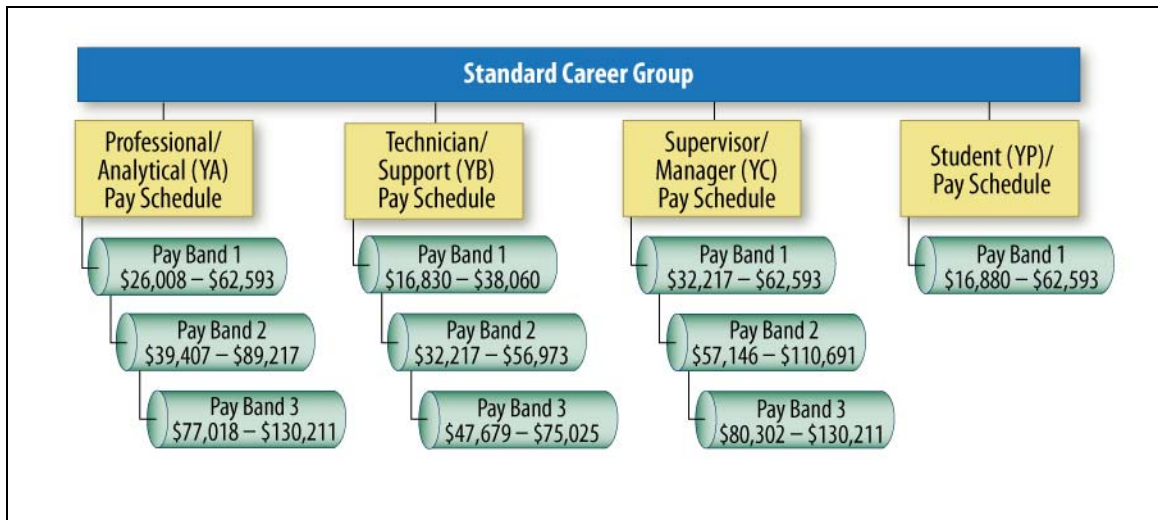 Standard Career Group
Professional/
Analytical (YA)
Pay Schedule
Pay Band 1
$26,008 – $62,593
Pay Band 2
$39,407 – $89,217
Pay Band 3
$77,018 – $130,211
Technician/
Support (YB)
Pay Schedule
Pay Band 1
$16,830 – $38,060
Pay Band 2
$32,217 – $56,973
Pay Band 3
$47,679 – $75,025
Supervisor/
Manager (YC)
Pay Schedule
Pay Band 1
$32,217 – $62,593
Pay Band 2
$57,146 – $110,691
Pay Band 3
$80,302 – $130,211
Student (YP)/
Pay Schedule
Pay Band 1
$16,880 – $62,593